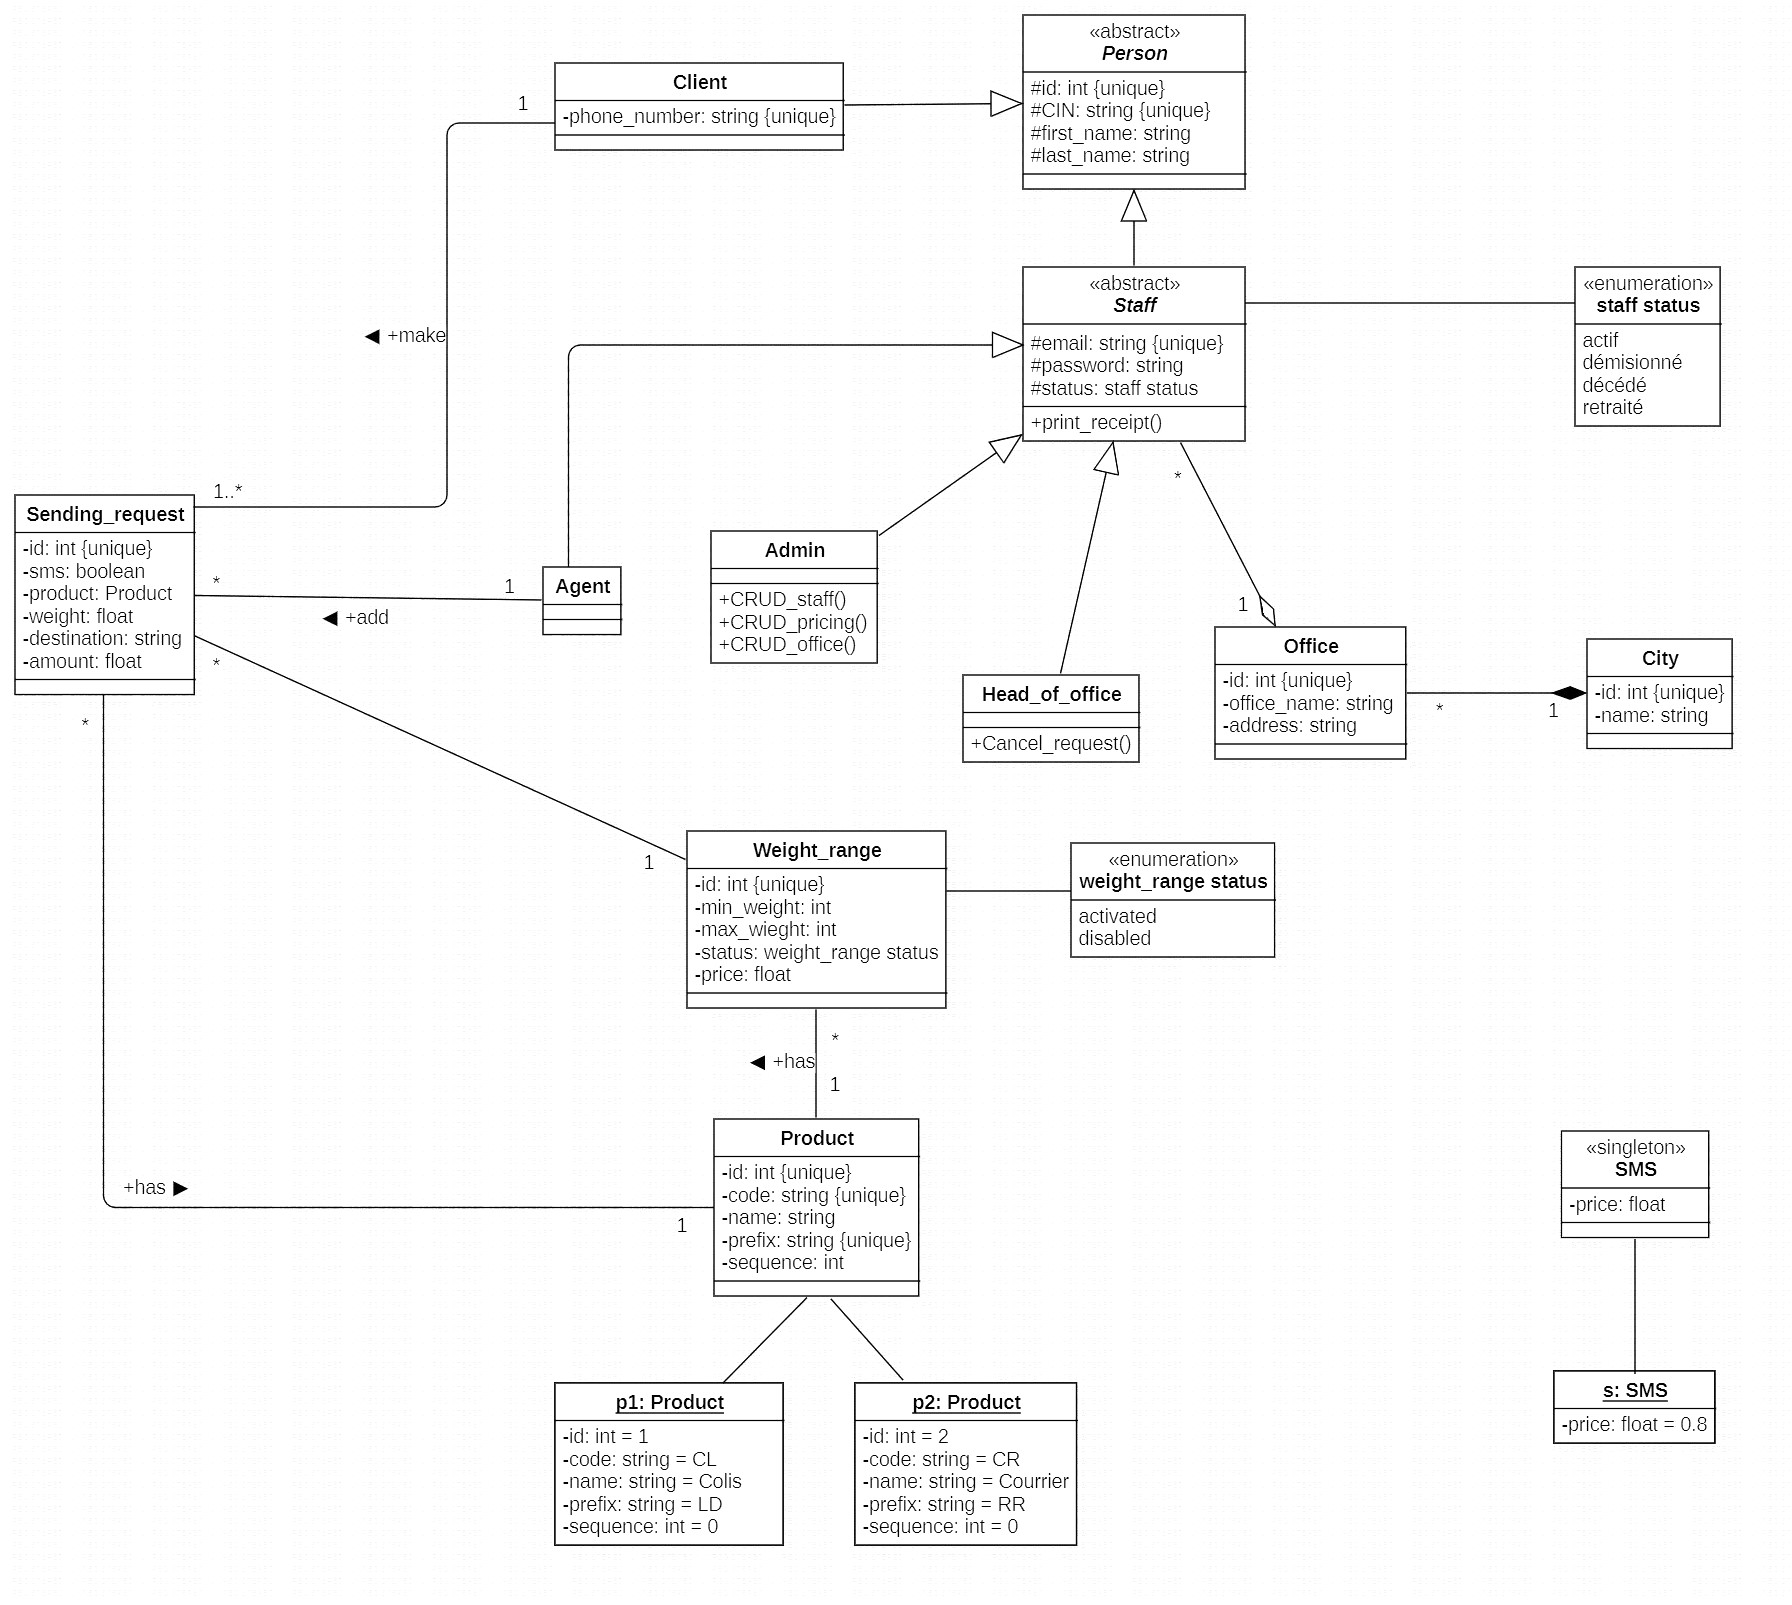 «abstract»
Person
#id: int {unique}
#CIN: string {unique}
#first_name: string
#last_name: string
Client
-phone_number: string {unique}
1
◀ +make
1..*
«abstract»
Staff
#email: string {unique}
#password: string
#status: staff status
+print_receipt()
«enumeration»
staff status
actif
démisionné
décédé
retraité
Sending_request
-id: int {unique}
-sms: boolean
-product: Product
-weight: float
-destination: string
-amount: float
*
1
◀ +add
*
*
Agent
Admin
+CRUD_staff()
+CRUD_pricing()
+CRUD_office()
Head_of_office
+Cancel_request()
*
1
Office
-id: int {unique}
-office_name: string
-address: string
*
1
City
-id: int {unique}
-name: string
1
Weight_range
-id: int {unique}
-min_weight: int
-max_wieght: int
-status: weight_range status
-price: float
«enumeration»
weight_range status
activated
disabled
*
◀ +has
1
+has ▶
1
Product
-id: int {unique}
-code: string {unique}
-name: string
-prefix: string {unique}
-sequence: int
«singleton»
SMS
-price: float
p1: Product
-id: int = 1
-code: string = CL
-name: string = Colis
-prefix: string = LD
-sequence: int = 0
p2: Product
-id: int = 2
-code: string = CR
-name: string = Courrier
-prefix: string = RR
-sequence: int = 0
s: SMS
-price: float = 0.8